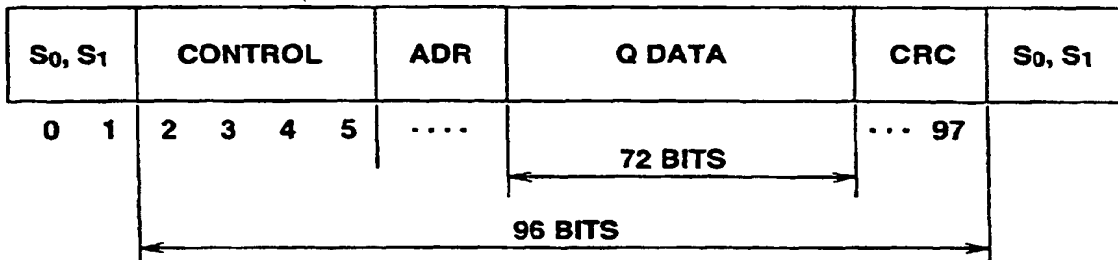 S0, S1 CONTROL ADR Q DATA CRC S0, S1
0 1 2 3 4 5 ···· ··· 97
72 BITS
96 BITS